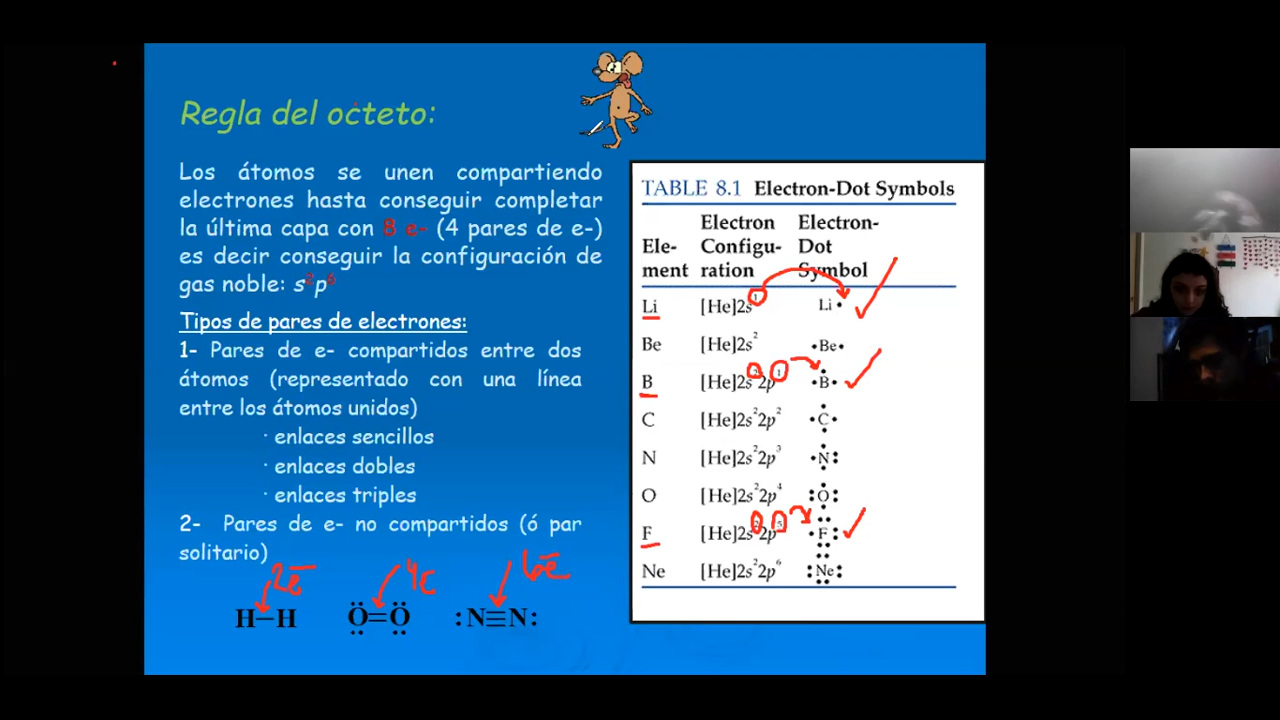 Regla del octeto:
Los átomos se unen compartiendo
electrones hasta conseguir completar
la última capa con 8 e- (4 pares de e-)
es decir conseguir la configuración de
gas noble: s²p⁶
Tipos de pares de electrones:
1- Pares de e- compartidos entre dos
átomos (representado con una línea
entre los átomos unidos)
· enlaces sencillos
· enlaces dobles
· enlaces triples
2- Pares de e- no compartidos (ó par
solitario)
2e̅ 4e 6e̅
H–H Ö=Ö :N≡N:
TABLE 8.1 Electron-Dot Symbols
Electron Electron-
Ele- Configu- Dot
ment ration Symbol
Li [He]2s¹ Li·
Be [He]2s² ·Be·
B [He]2s²2p¹ ·B·
C [He]2s²2p² ·C·
N [He]2s²2p³ ·N:
O [He]2s²2p⁴ :O:
F [He]2s²2p⁵ ·F:
Ne [He]2s²2p⁶ :Ne: